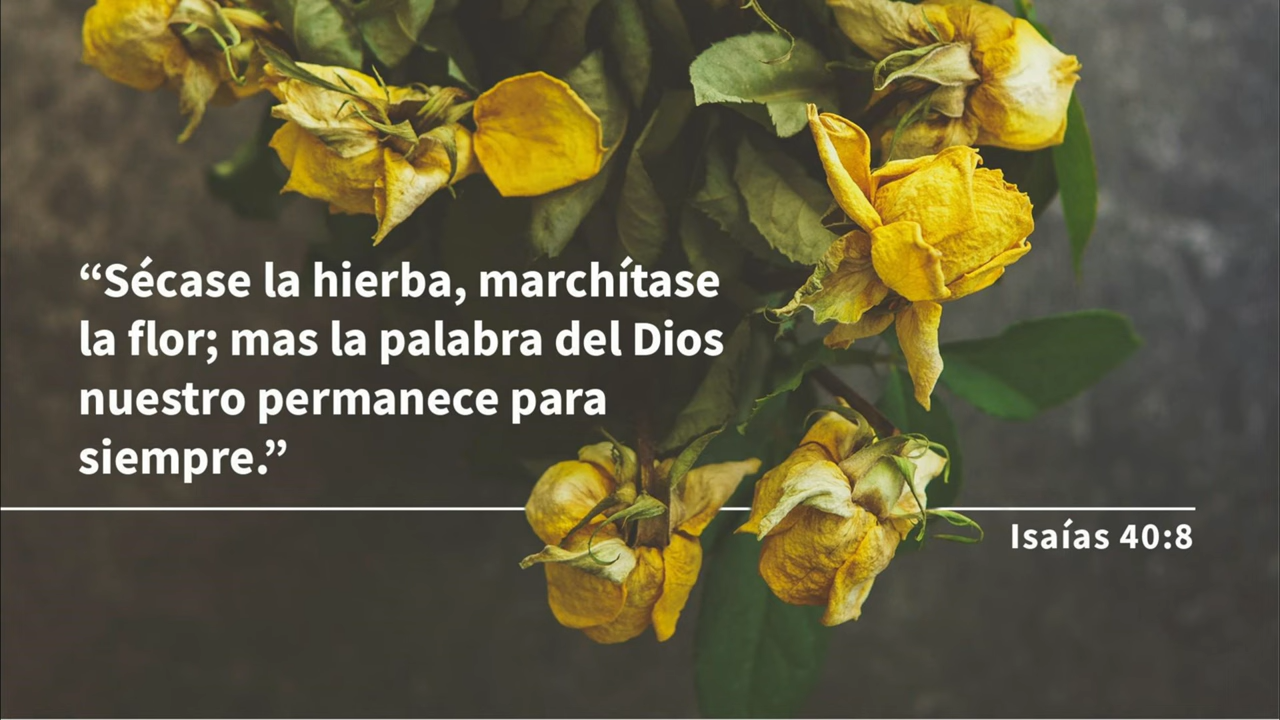 “Sécase la hierba, marchítase
la flor; mas la palabra del Dios
nuestro permanece para
siempre.”
Isaías 40:8